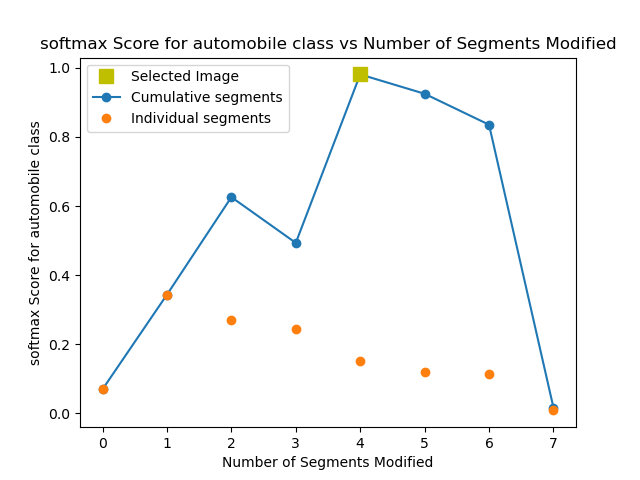 softmax Score for automobile class vs Number of Segments Modified
Selected Image
Cumulative segments
Individual segments
softmax Score for automobile class
1.0
0.8
0.6
0.4
0.2
0.0
0 1 2 3 4 5 6 7
Number of Segments Modified